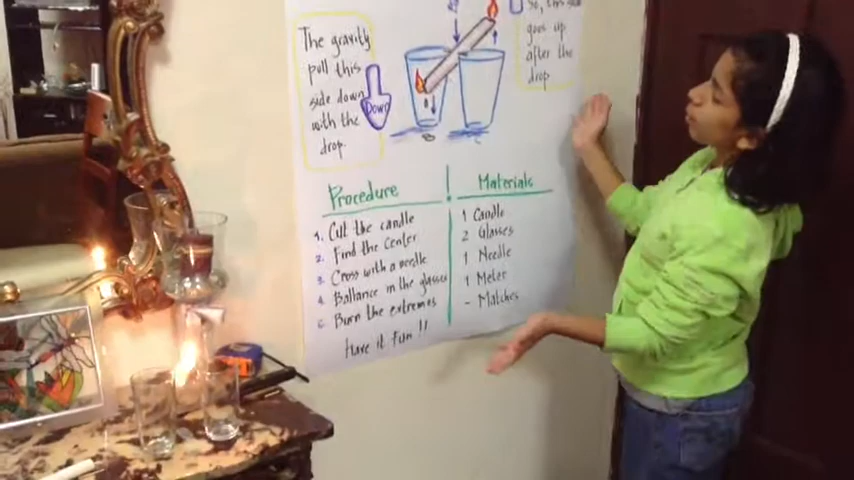 The gravity
pull this
side down
with the
drop.
Down
So, this side
goes up
after the
drop
Procedure
1. Cut the candle
2. Find the center
3. Cross with a needle
4. Ballance in the glasses
5. Burn the extremes
Have it fun !!
Materials
1 Candle
2 Glasses
1 Needle
1 Meter
- Matches